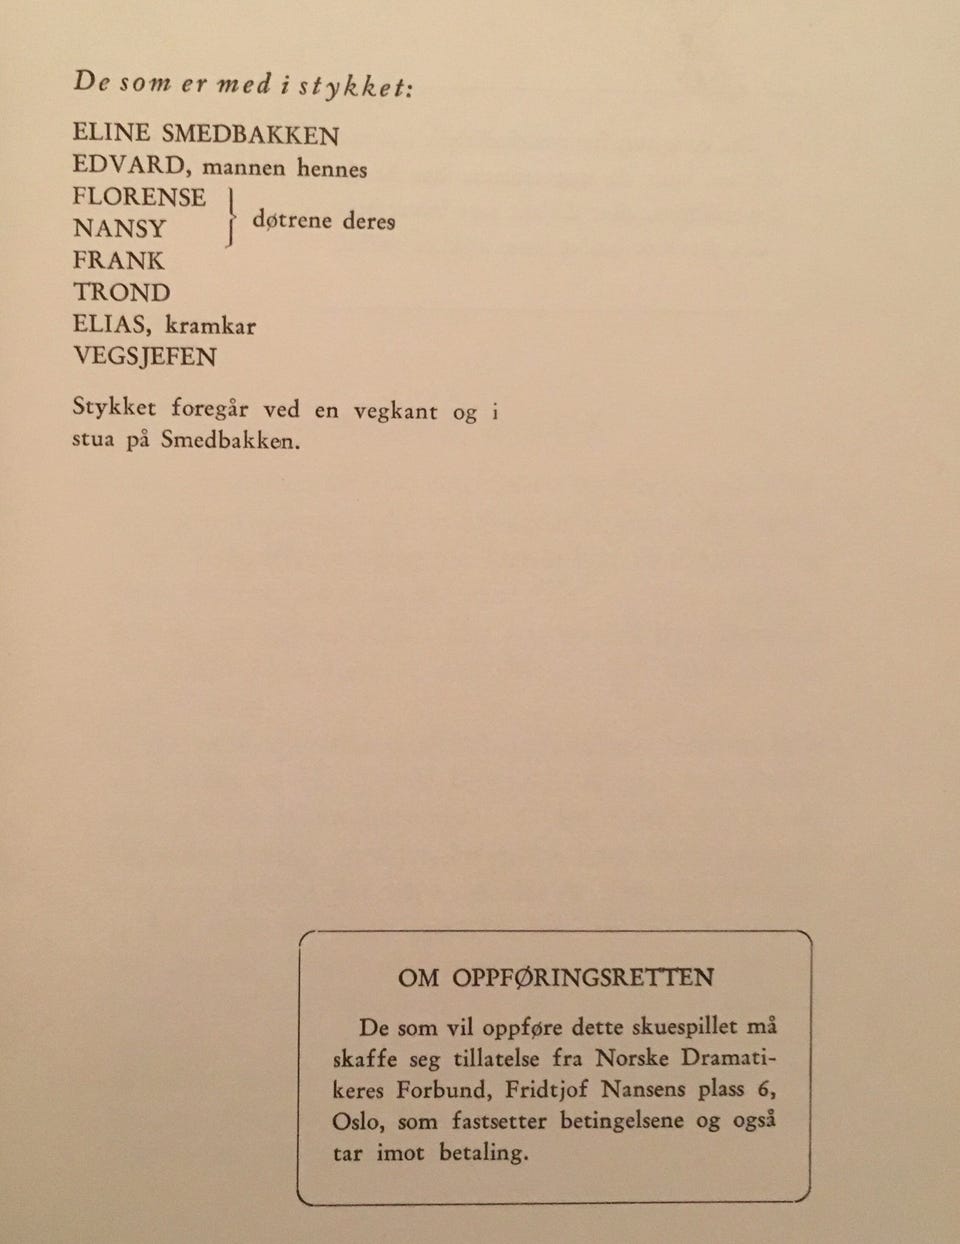 De som er med i stykket:
ELINE SMEDBAKKEN
EDVARD, mannen hennes
FLORENSE
NANSY
døtrene deres
FRANK
TROND
ELIAS, kramkar
VEGSJEFEN
Stykket foregår ved en vegkant og i
stua på Smedbakken.
OM OPPFØRINGSRETTEN
De som vil oppføre dette skuespillet må
skaffe seg tillatelse fra Norske Dramati-
keres Forbund, Fridtjof Nansens plass 6,
Oslo, som fastsetter betingelsene og også
tar imot betaling.